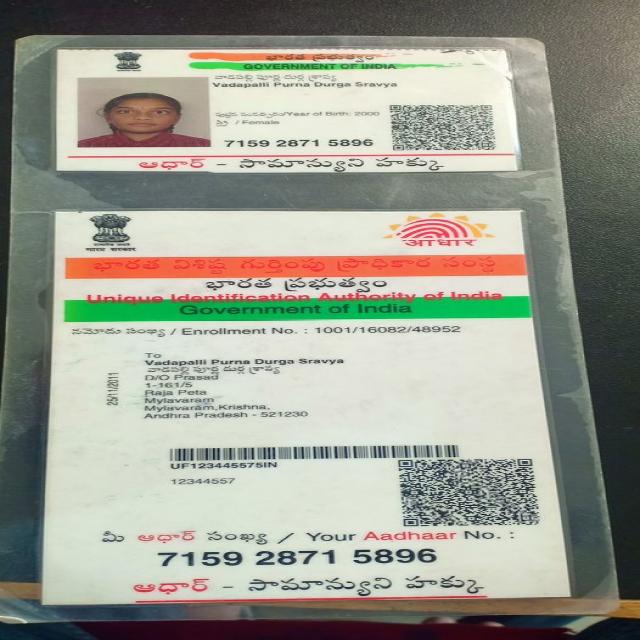 భారత ప్రభుత్వం
GOVERNMENT OF INDIA
వాడపల్లి పూర్ణ దుర్గ శ్రావ్య
Vadapalli Purna Durga Sravya
పుట్టిన సంవత్సరం/Year of Birth: 2000
స్త్రీ / Female
7159 2871 5896
ఆధార్ - సామాన్యుని హక్కు
भारत सरकार
आधार
భారత విశిష్ట గుర్తింపు ప్రాధికార సంస్థ
భారత ప్రభుత్వం
Unique Identification Authority of India
Government of India
నమోదు సంఖ్య / Enrollment No. : 1001/16082/48952
To
Vadapalli Purna Durga Sravya
వాడపల్లి పూర్ణ దుర్గ శ్రావ్య
D/O Prasad
1-161/5
Raja Peta
Mylavaram
Mylavaram,Krishna,
Andhra Pradesh - 521230
25/11/2011
UF123445575IN
12344557
మీ ఆధార్ సంఖ్య / Your Aadhaar No. :
7159 2871 5896
ఆధార్ - సామాన్యుని హక్కు